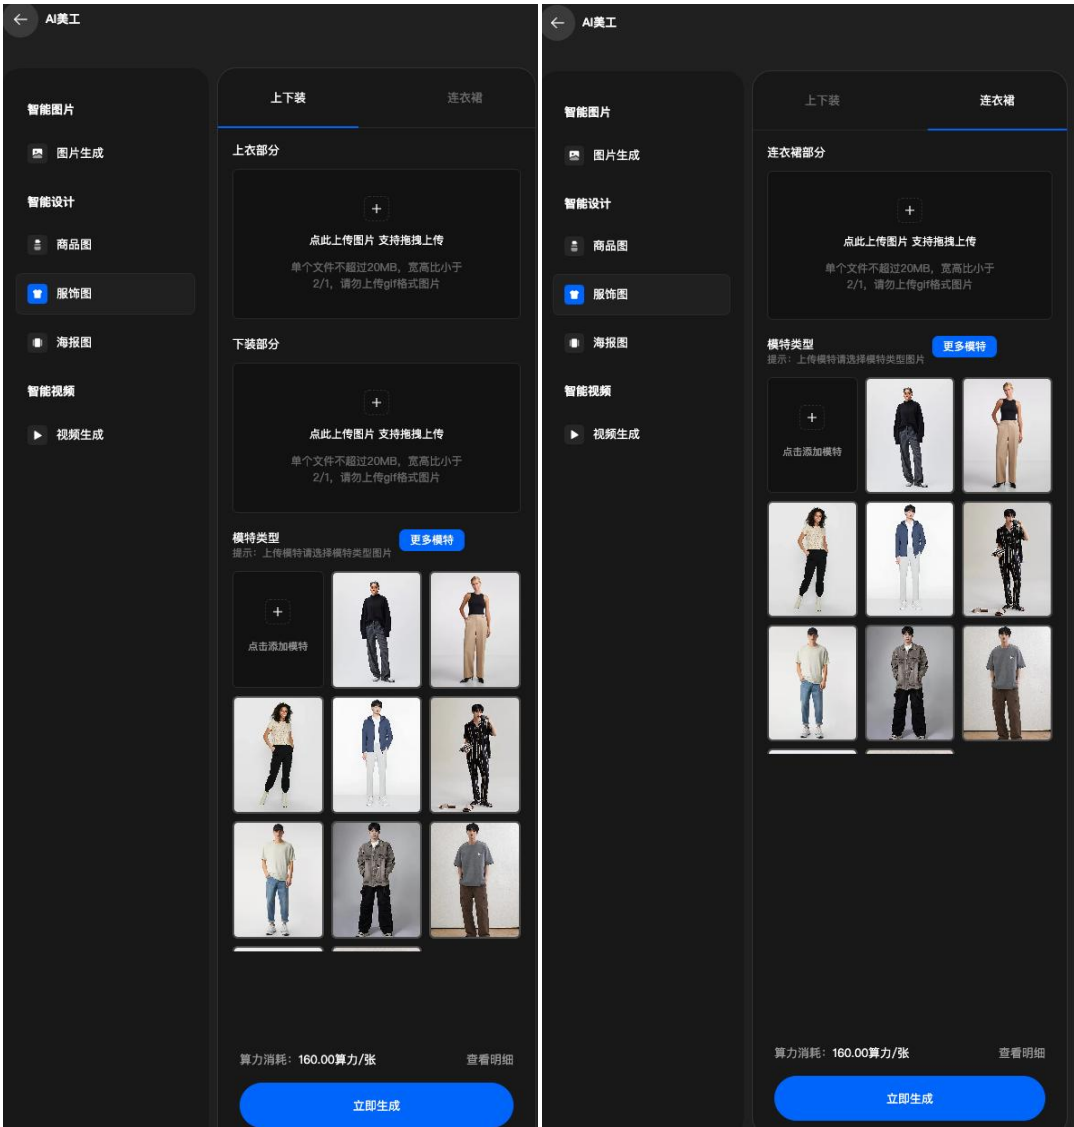 AI美工
智能图片
图片生成
智能设计
商品图
服饰图
海报图
智能视频
视频生成
上下装
连衣裙
上衣部分
点此上传图片 支持拖拽上传
单个文件不超过20MB，宽高比小于
2/1，请勿上传gif格式图片
下装部分
点此上传图片 支持拖拽上传
单个文件不超过20MB，宽高比小于
2/1，请勿上传gif格式图片
模特类型
更多模特
提示：上传模特请选择模特类型图片
点击添加模特
算力消耗：160.00算力/张
查看明细
立即生成
AI美工
智能图片
图片生成
智能设计
商品图
服饰图
海报图
智能视频
视频生成
上下装
连衣裙
连衣裙部分
点此上传图片 支持拖拽上传
单个文件不超过20MB，宽高比小于
2/1，请勿上传gif格式图片
模特类型
更多模特
提示：上传模特请选择模特类型图片
点击添加模特
算力消耗：160.00算力/张
查看明细
立即生成